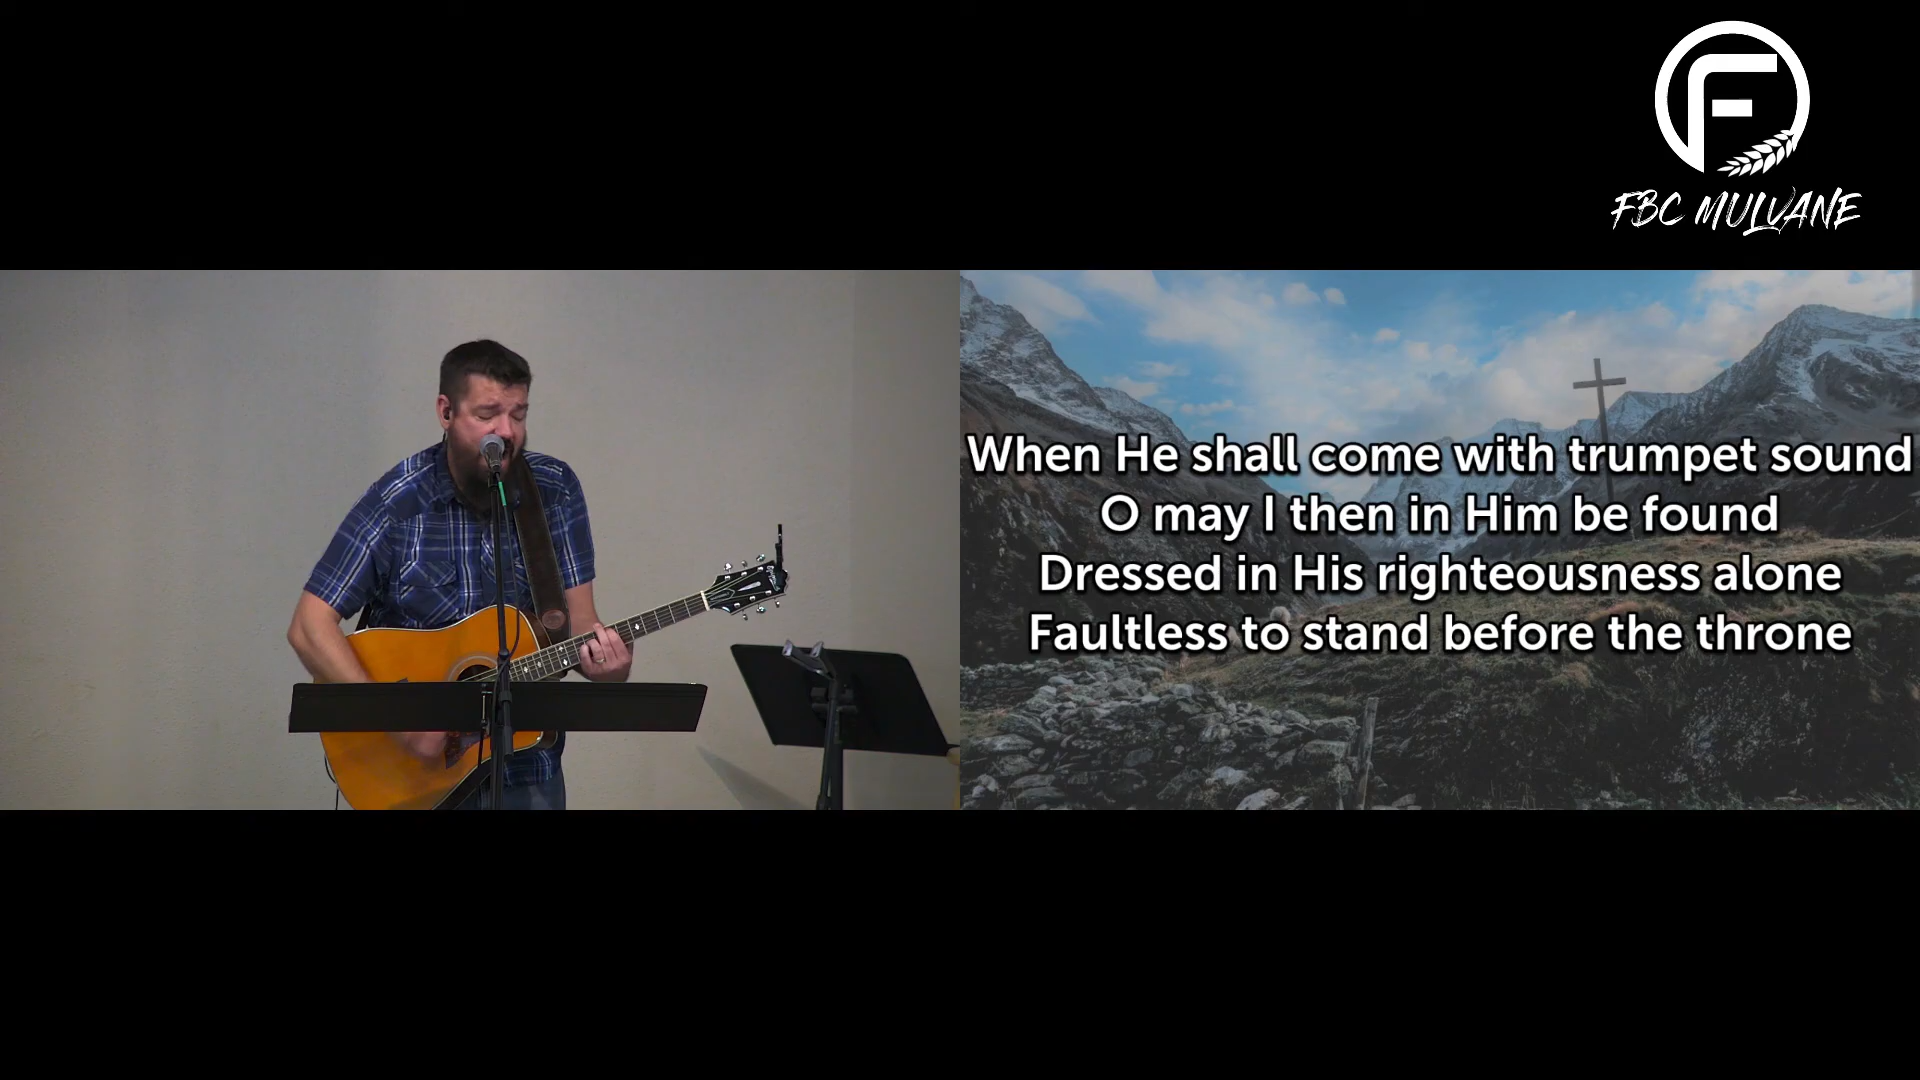 F
FBC MULVANE
When He shall come with trumpet sound
O may I then in Him be found
Dressed in His righteousness alone
Faultless to stand before the throne